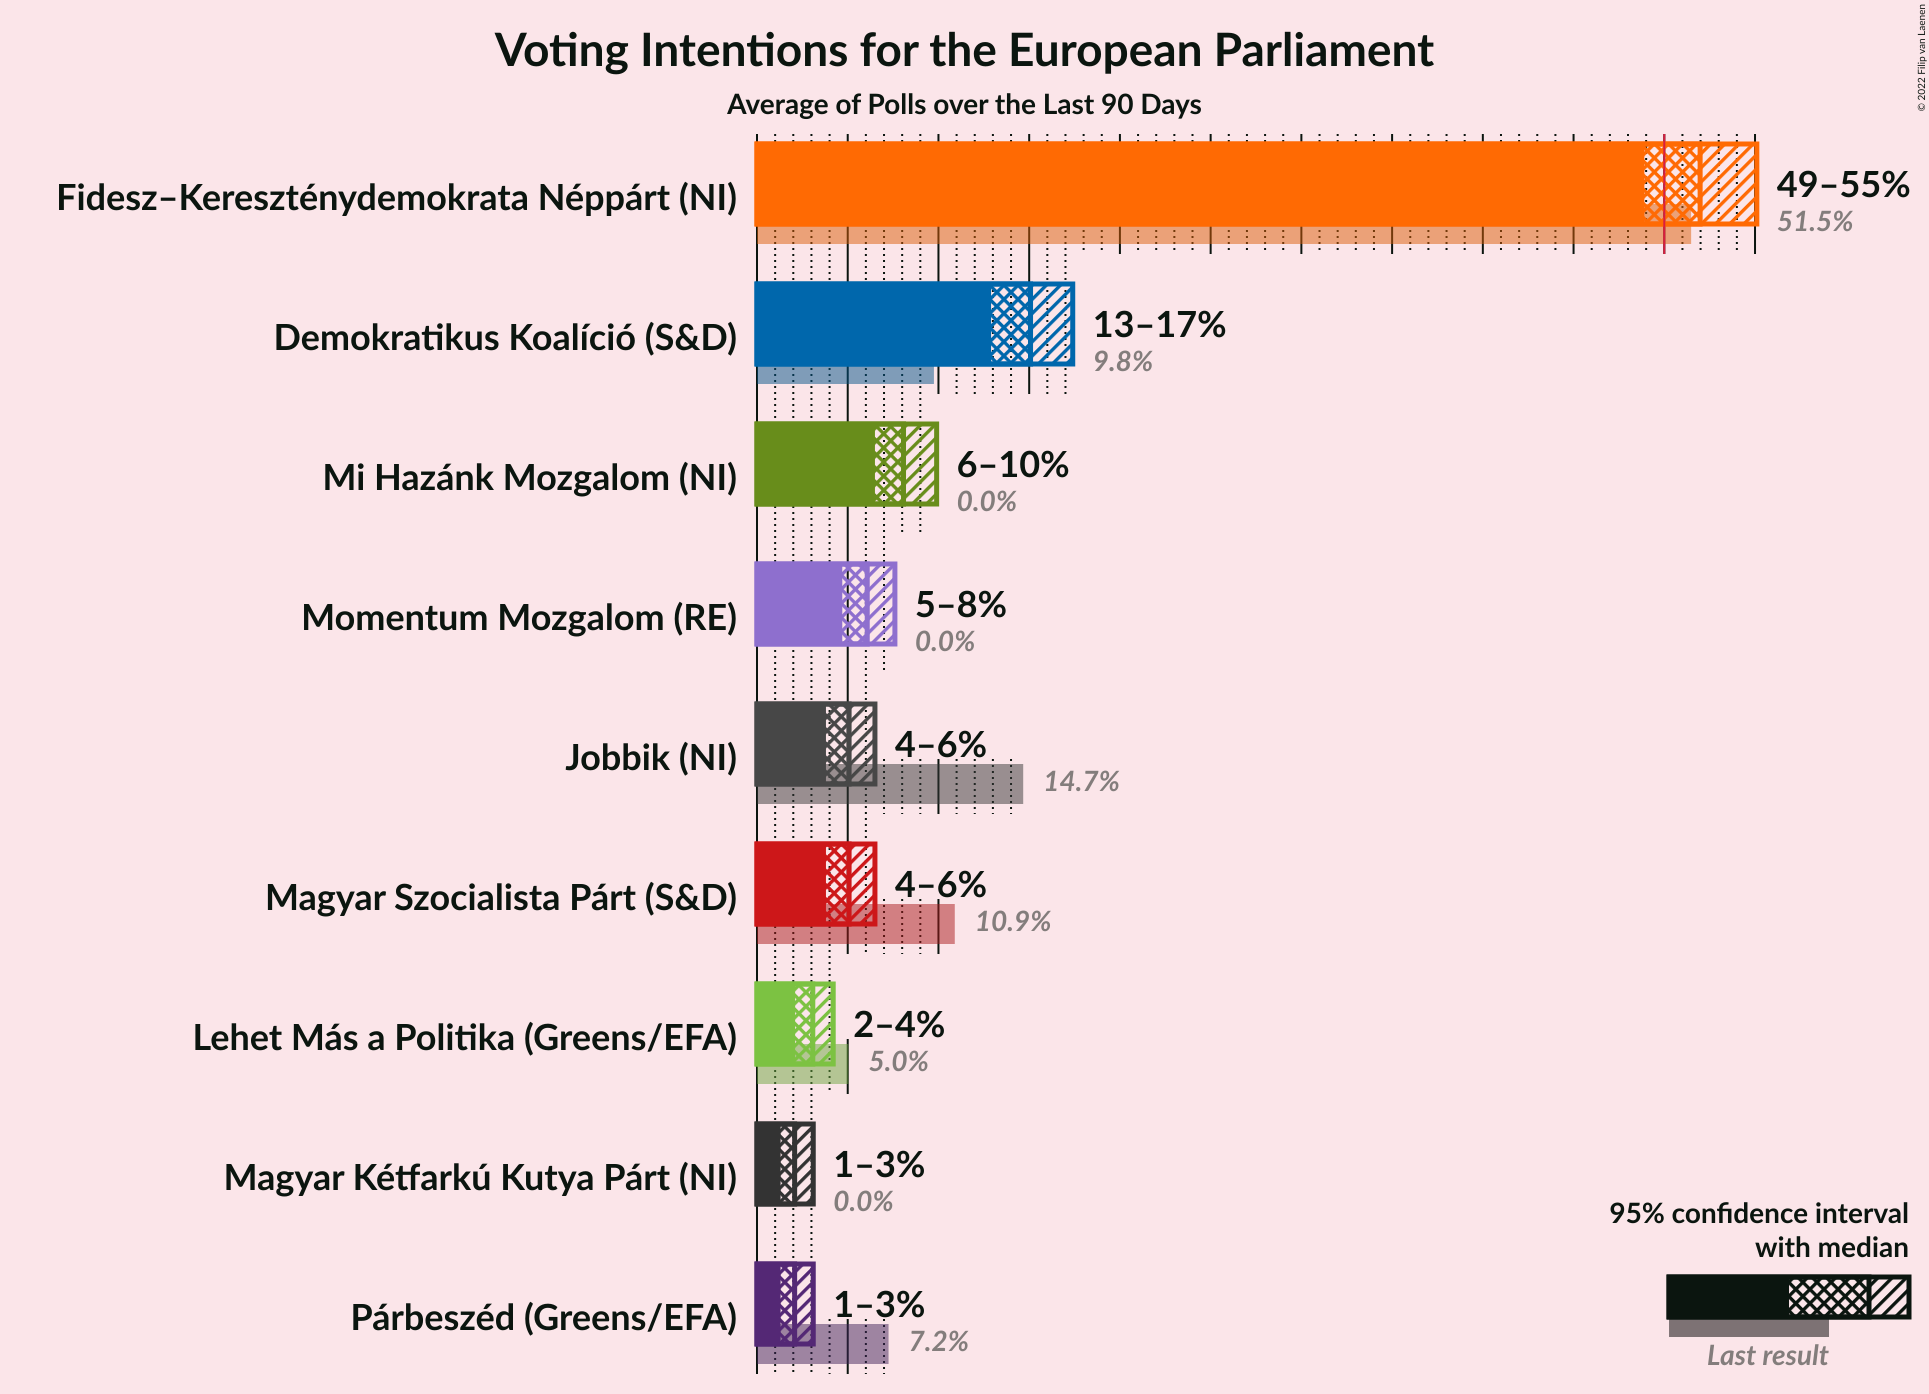 © 2022 Filip van Laenen
Voting Intentions for the European Parliament
Average of Polls over the Last 90 Days
Fidesz–Kereszténydemokrata Néppárt (NI)
49–55%
51.5%
Demokratikus Koalíció (S&D)
13–17%
9.8%
Mi Hazánk Mozgalom (NI)
6–10%
0.0%
Momentum Mozgalom (RE)
5–8%
0.0%
Jobbik (NI)
4–6%
14.7%
Magyar Szocialista Párt (S&D)
4–6%
10.9%
Lehet Más a Politika (Greens/EFA)
2–4%
5.0%
Magyar Kétfarkú Kutya Párt (NI)
1–3%
0.0%
Párbeszéd (Greens/EFA)
1–3%
7.2%
95% confidence interval
with median
Last result